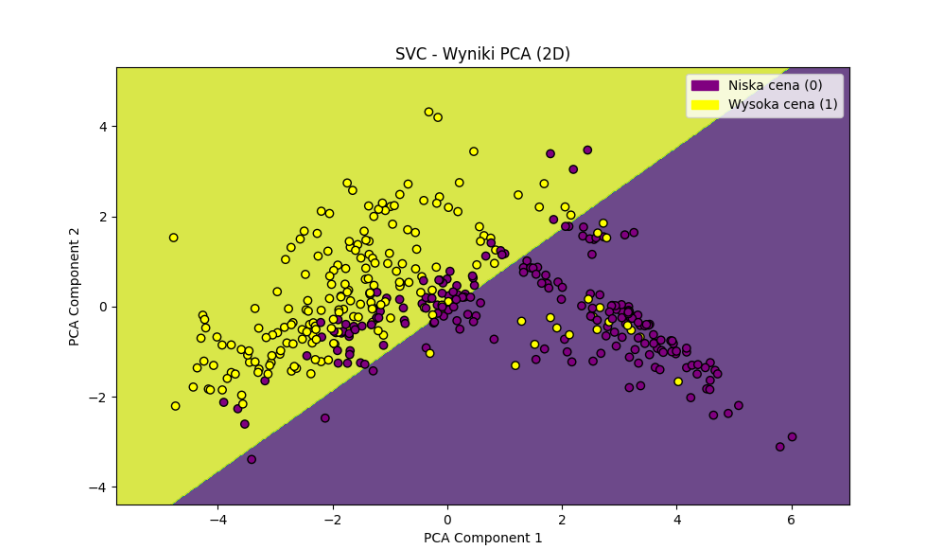 SVC - Wyniki PCA (2D)
Niska cena (0)
Wysoka cena (1)
4
2
0
−2
−4
PCA Component 2
−4
−2
0
2
4
6
PCA Component 1